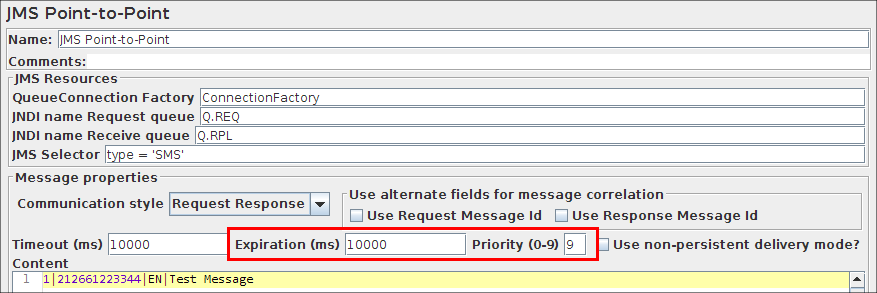 JMS Point-to-Point
Name: JMS Point-to-Point
Comments:
JMS Resources
QueueConnection Factory ConnectionFactory
JNDI name Request queue Q.REQ
JNDI name Receive queue Q.RPL
JMS Selector type = 'SMS'
Message properties
Use alternate fields for message correlation
Communication style Request Response Use Request Message Id Use Response Message Id
Timeout (ms) 10000 Expiration (ms) 10000 Priority (0-9) 9 Use non-persistent delivery mode?
Content
1 1|212661223344|EN|Test Message